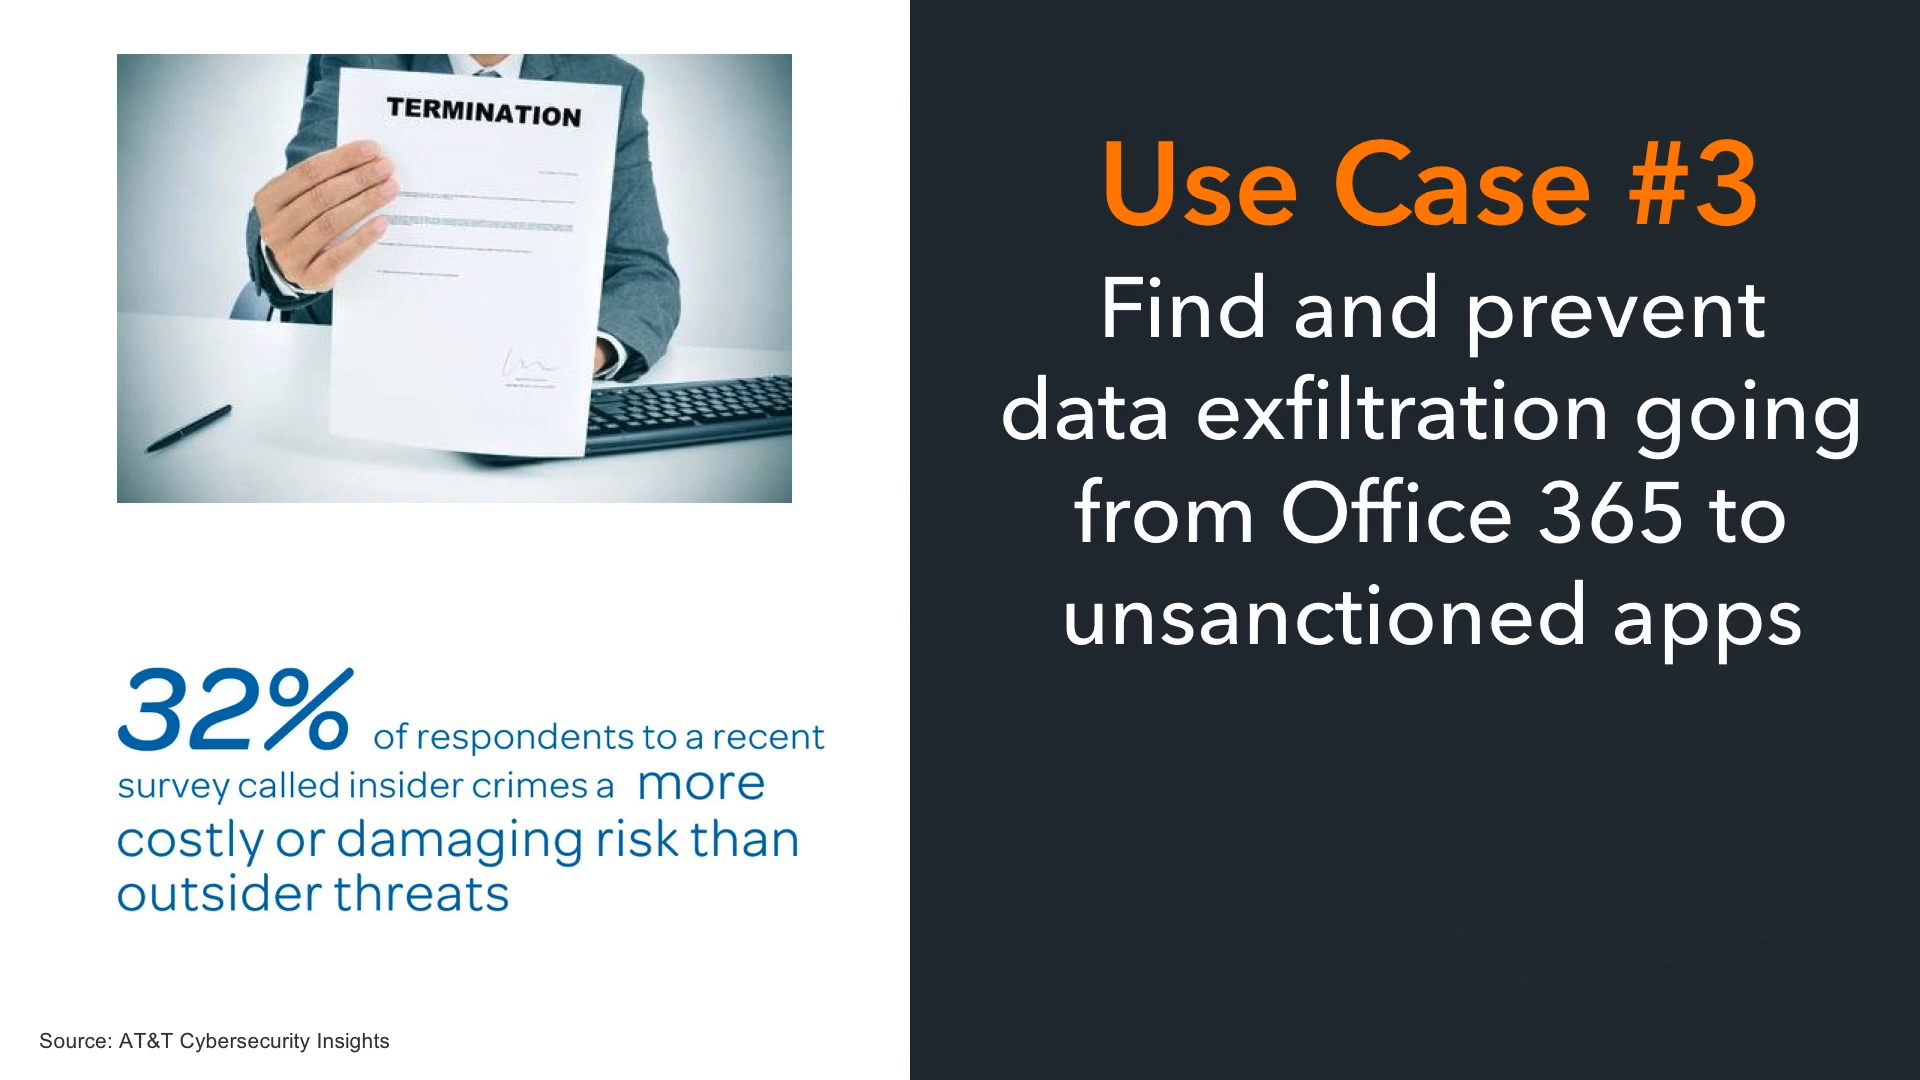 TERMINATION
32% of respondents to a recent
survey called insider crimes a more
costly or damaging risk than
outsider threats
Source: AT&T Cybersecurity Insights
Use Case #3
Find and prevent
data exfiltration going
from Office 365 to
unsanctioned apps